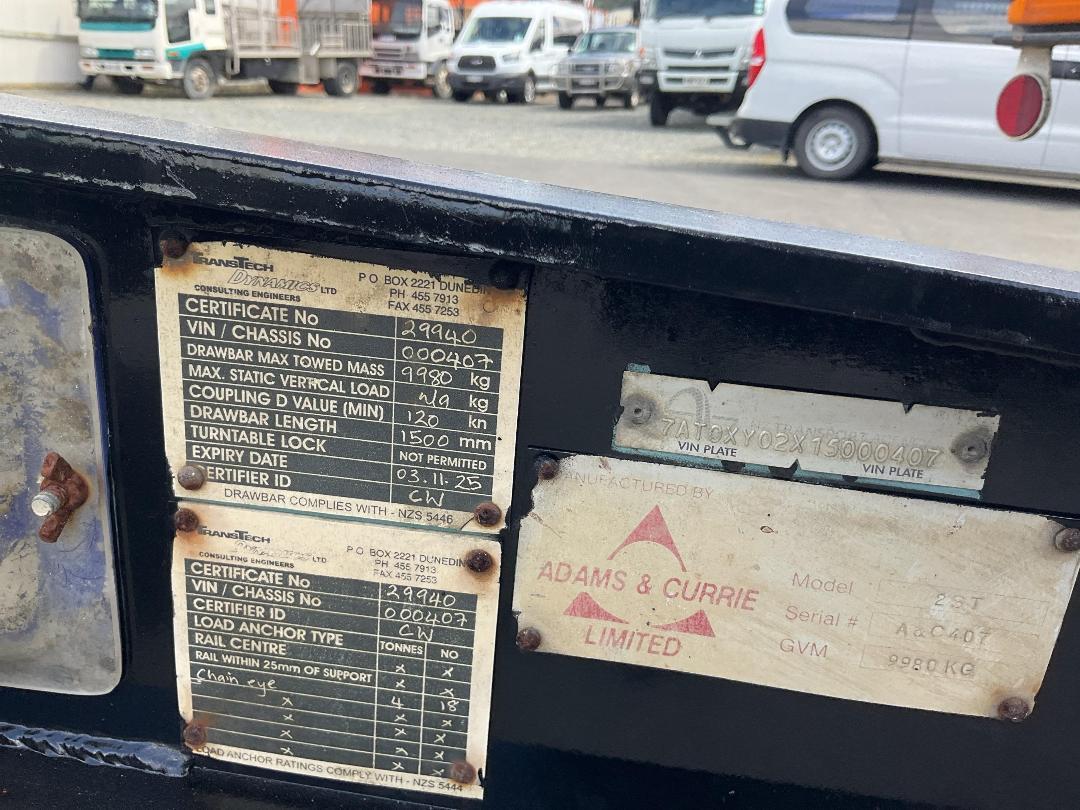 TRANSTECH
DYNAMICS LTD
CONSULTING ENGINEERS
P O BOX 2221 DUNEDIN
PH 455 7913
FAX 455 7253
CERTIFICATE No 29940
VIN / CHASSIS No 000407
DRAWBAR MAX TOWED MASS 9980 kg
MAX. STATIC VERTICAL LOAD N/a kg
COUPLING D VALUE (MIN) 120 kn
DRAWBAR LENGTH 1500 mm
TURNTABLE LOCK NOT PERMITTED
EXPIRY DATE 03.11.25
CERTIFIER ID CW
DRAWBAR COMPLIES WITH - NZS 5446
TRANSTECH
LTD
CONSULTING ENGINEERS
P O BOX 2221 DUNEDIN
PH 455 7913
FAX 455 7253
CERTIFICATE No 29940
VIN / CHASSIS No 000407
CERTIFIER ID CW
LOAD ANCHOR TYPE TONNES NO
RAIL CENTRE x x
RAIL WITHIN 25mm OF SUPPORT x x
Chain eye 4 18
x x x
x x x
x x x
x x x
LOAD ANCHOR RATINGS COMPLY WITH - NZS 5444
7AT0XY02X15000407
VIN PLATE VIN PLATE
MANUFACTURED BY
ADAMS & CURRIE
LIMITED
Model 2ST
Serial # A&C407
GVM 9980 KG